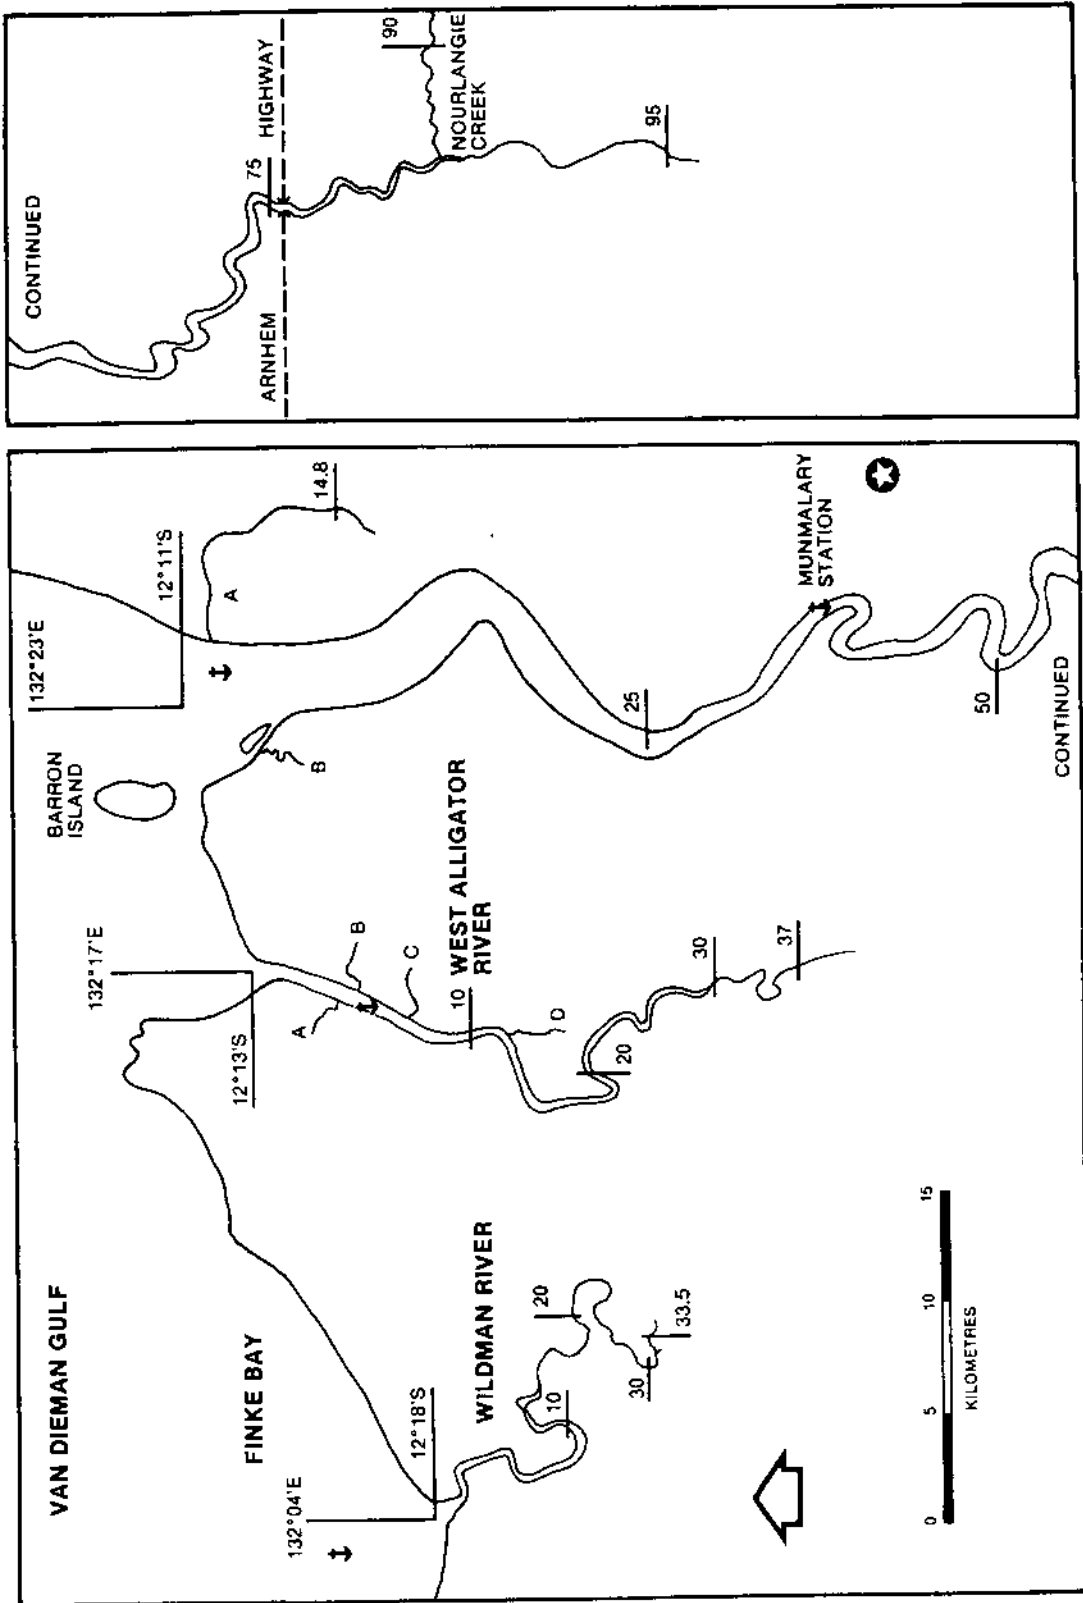 VAN DIEMAN GULF
FINKE BAY
132°04'E
12°18'S
WILDMAN RIVER
10
20
30
33.5
0
5
10
15
KILOMETRES
132°17'E
12°13'S
A
B
C
10
WEST ALLIGATOR
RIVER
D
20
30
37
BARRON
ISLAND
132°23'E
12°11'S
A
14.8
B
25
MUNMALARY
STATION
50
CONTINUED
CONTINUED
ARNHEM
HIGHWAY
75
90
NOURLANGIE
CREEK
95